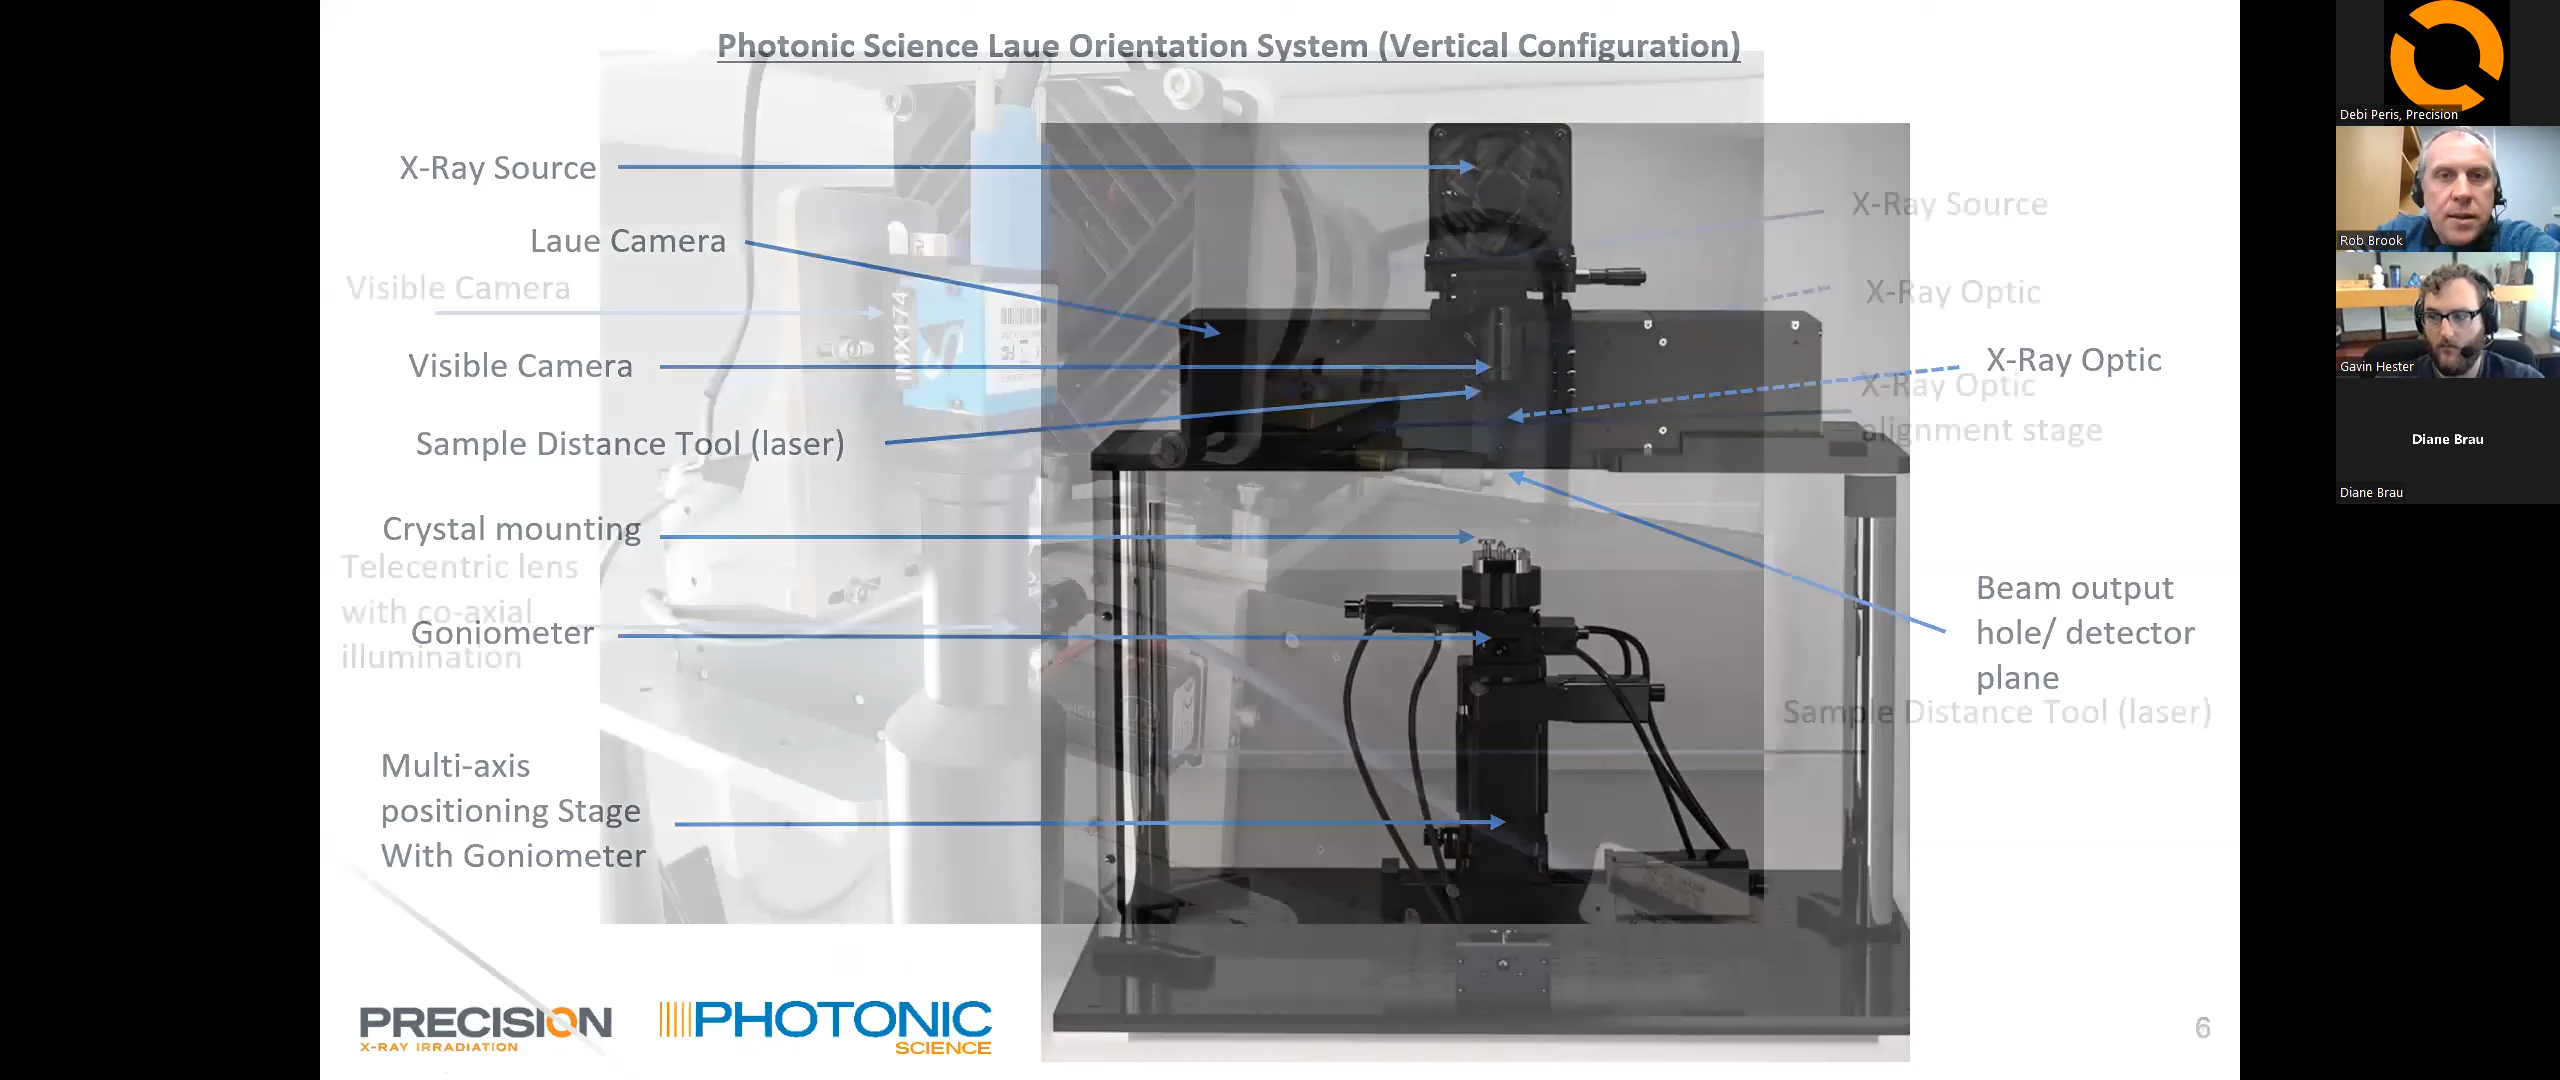 Photonic Science Laue Orientation System (Vertical Configuration)
X-Ray Source
Laue Camera
Visible Camera
Visible Camera
Sample Distance Tool (laser)
Crystal mounting
Telecentric lens
with co-axial
illumination
Goniometer
Multi-axis
positioning Stage
With Goniometer
IMX174
X-Ray Source
X-Ray Optic
X-Ray Optic
X-Ray Optic
alignment stage
Beam output
hole/ detector
plane
Sample Distance Tool (laser)
PRECISION
X-RAY IRRADIATION
PHOTONIC
SCIENCE
6
Debi Peris, Precision
Rob Brook
Gavin Hester
Diane Brau
Diane Brau